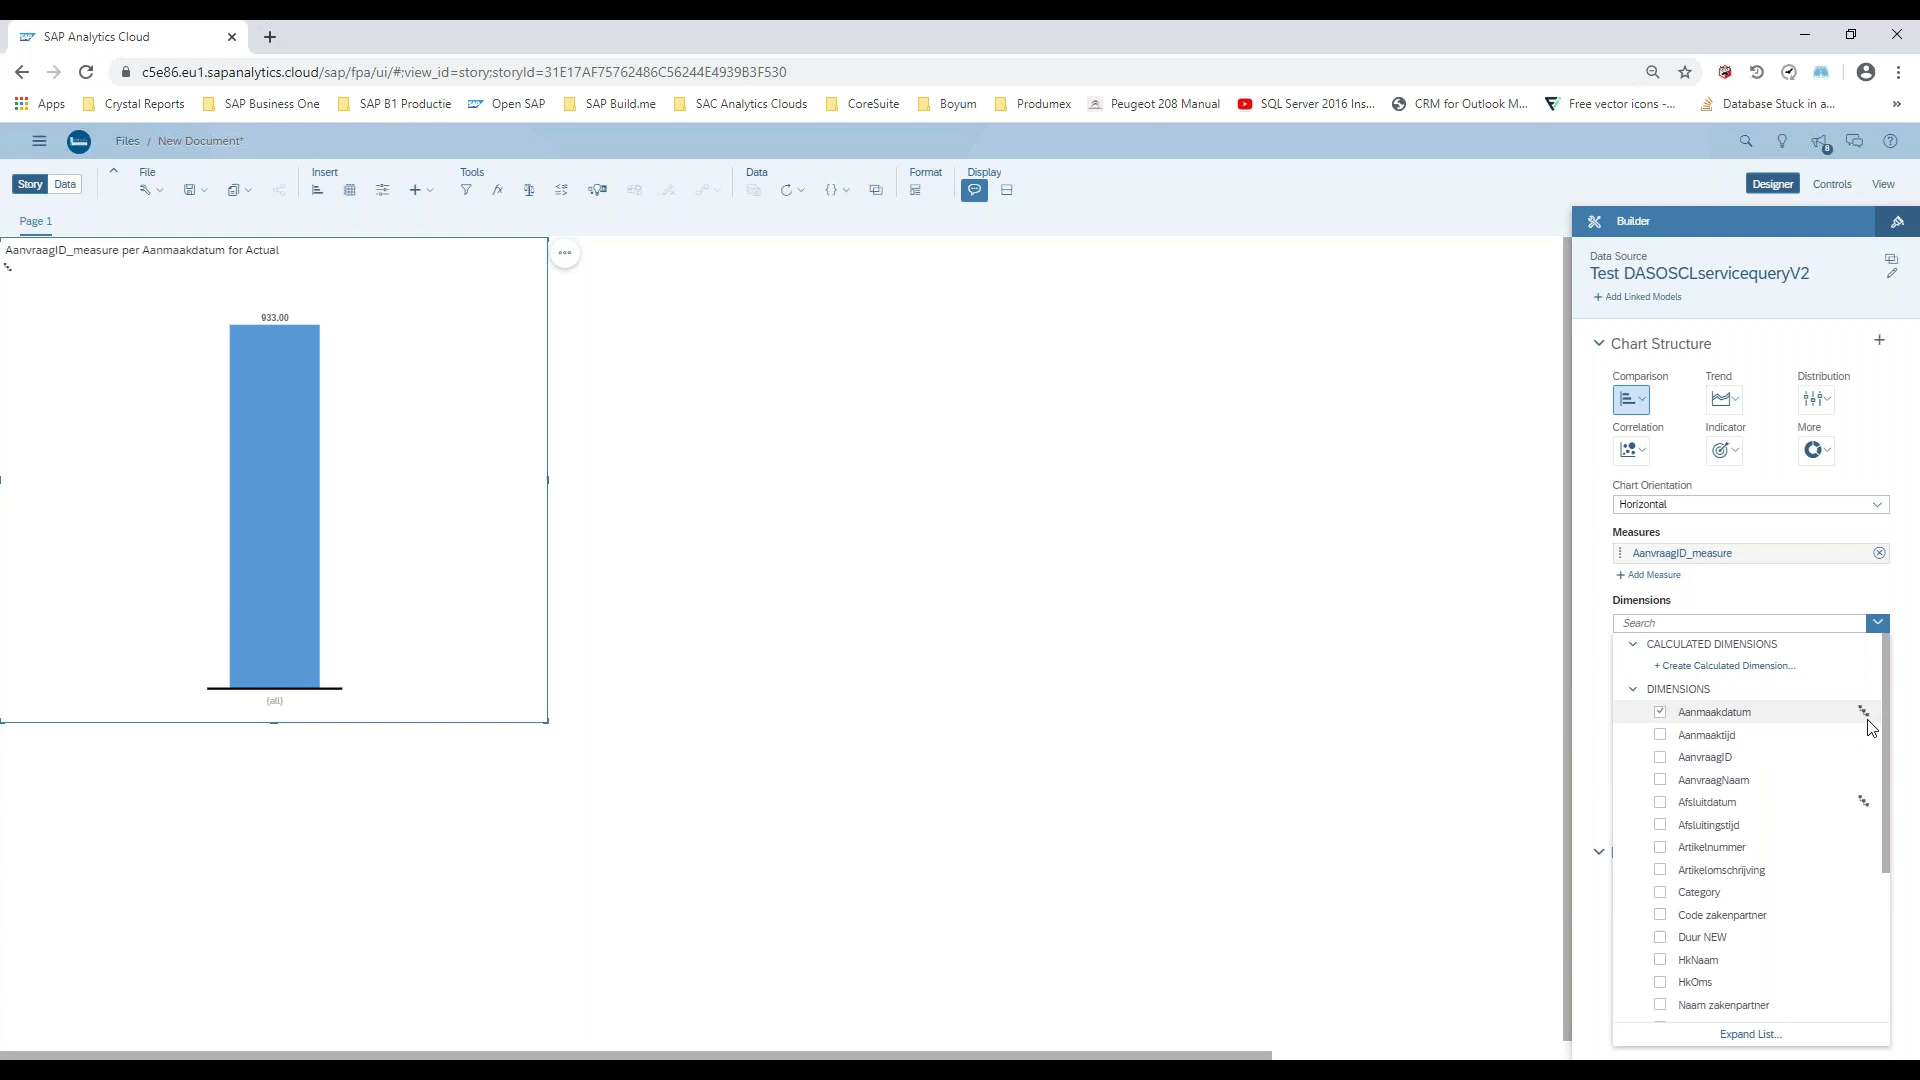 SAP Analytics Cloud
c5e86.eu1.sapanalytics.cloud/sap/fpa/ui/#;view_id=story;storyId=31E17AF75762486C56244E4939B3F530
Apps Crystal Reports SAP Business One SAP B1 Productie Open SAP SAP Build.me SAC Analytics Clouds CoreSuite Boyum Produmex Peugeot 208 Manual SQL Server 2016 Ins... CRM for Outlook M... Free vector icons -... Database Stuck in a... »
Files / New Document*
8
File Insert Tools Data Format Display
Story Data
Designer Controls View
Page 1
Builder
AanvraagID_measure per Aanmaakdatum for Actual
933,00
(all)
Data Source
Test DASOSCLservicequeryV2
+ Add Linked Models
Chart Structure
Comparison Trend Distribution
Correlation Indicator More
Chart Orientation
Horizontal
Measures
AanvraagID_measure
+ Add Measure
Dimensions
Search
CALCULATED DIMENSIONS
+ Create Calculated Dimension...
DIMENSIONS
Aanmaakdatum
Aanmaaktijd
AanvraagID
AanvraagNaam
Afsluitdatum
Afsluitingstijd
Artikelnummer
Artikelomschrijving
Category
Code zakenpartner
Duur NEW
HkNaam
HkOms
Naam zakenpartner
Expand List...